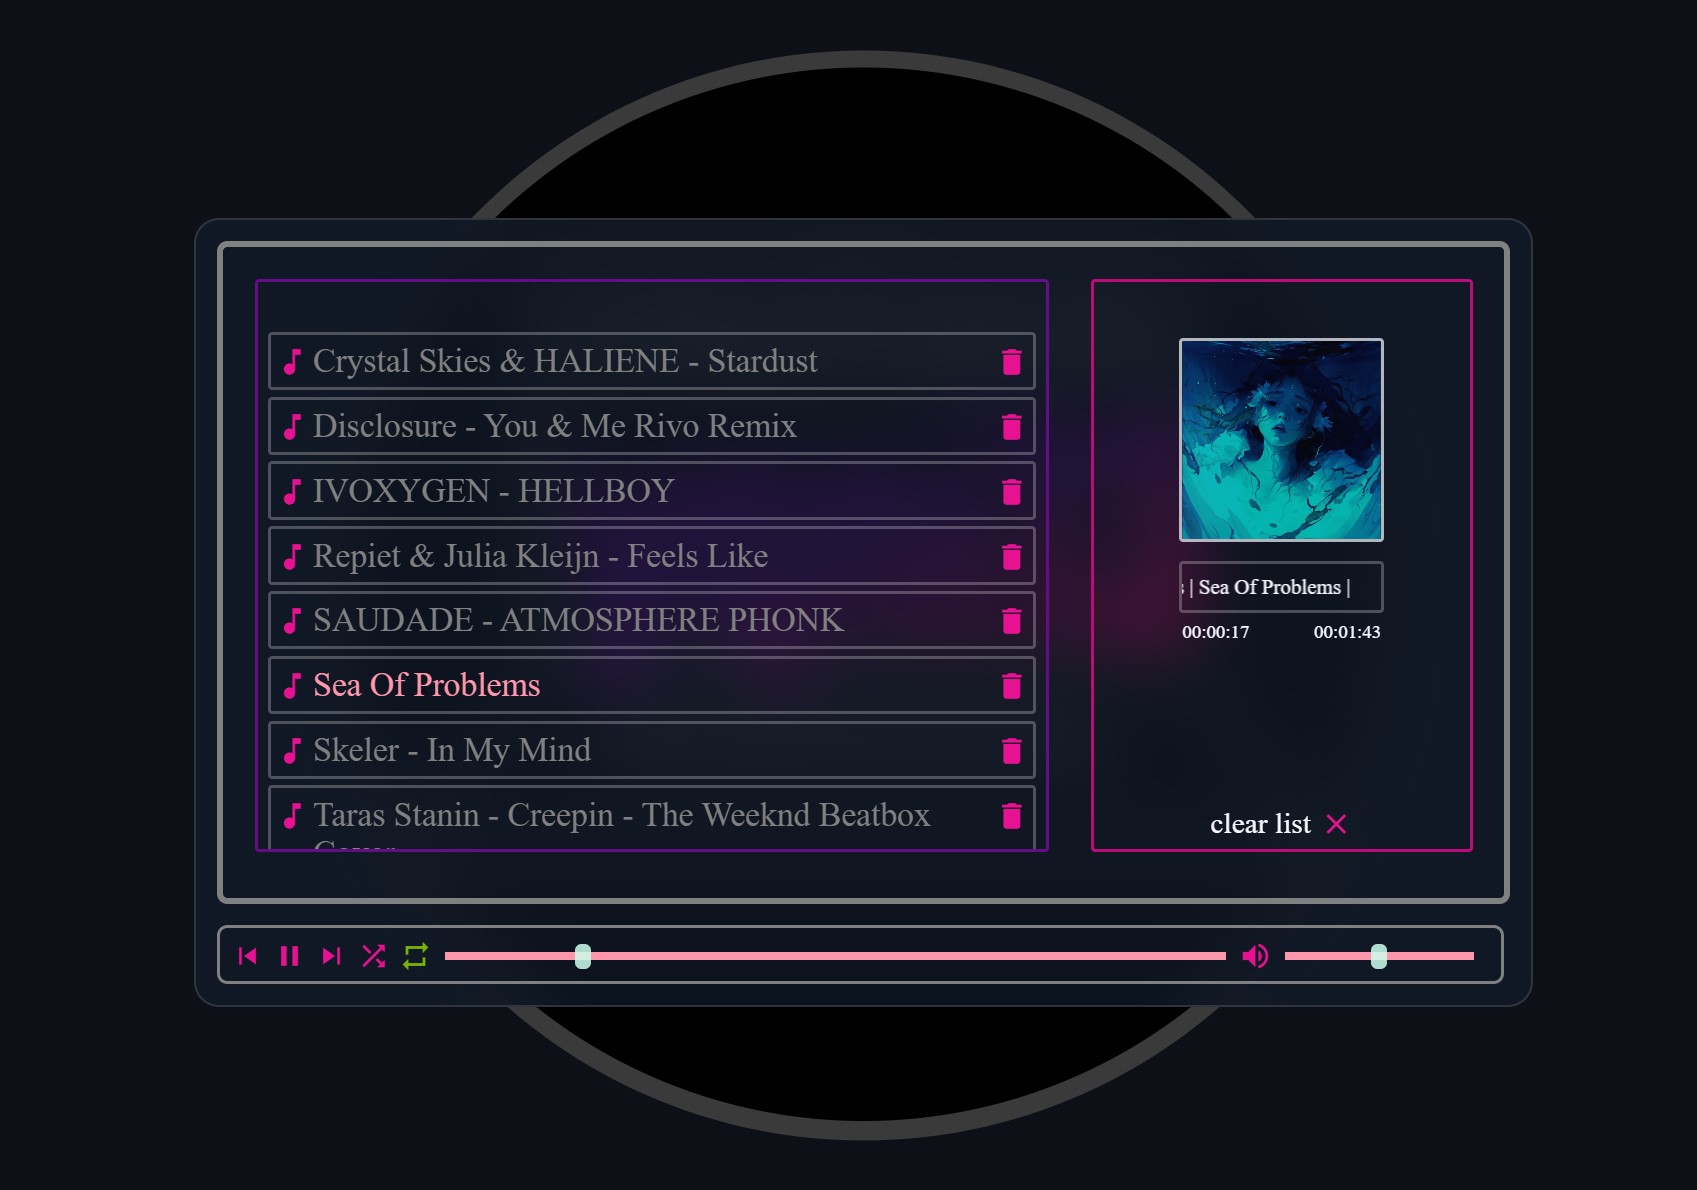 Crystal Skies & HALIENE - Stardust
Disclosure - You & Me Rivo Remix
IVOXYGEN - HELLBOY
Repiet & Julia Kleijn - Feels Like
SAUDADE - ATMOSPHERE PHONK
Sea Of Problems
Skeler - In My Mind
Taras Stanin - Creepin - The Weeknd Beatbox
| Sea Of Problems |
00:00:17 00:01:43
clear list